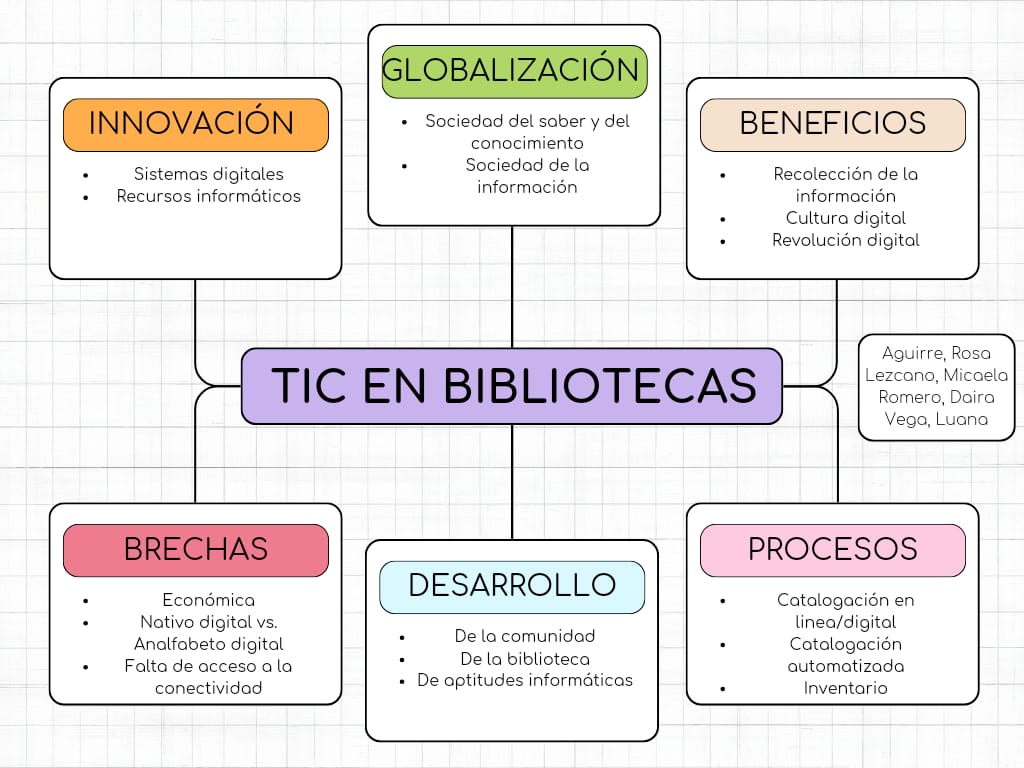 GLOBALIZACIÓN
• Sociedad del saber y del
conocimiento
• Sociedad de la
información
INNOVACIÓN
• Sistemas digitales
• Recursos informáticos
BENEFICIOS
• Recolección de la
información
• Cultura digital
• Revolución digital
TIC EN BIBLIOTECAS
Aguirre, Rosa
Lezcano, Micaela
Romero, Daira
Vega, Luana
BRECHAS
• Económica
• Nativo digital vs.
Analfabeto digital
• Falta de acceso a la
conectividad
DESARROLLO
• De la comunidad
• De la biblioteca
• De aptitudes informáticas
PROCESOS
• Catalogación en
linea/digital
• Catalogación
automatizada
• Inventario